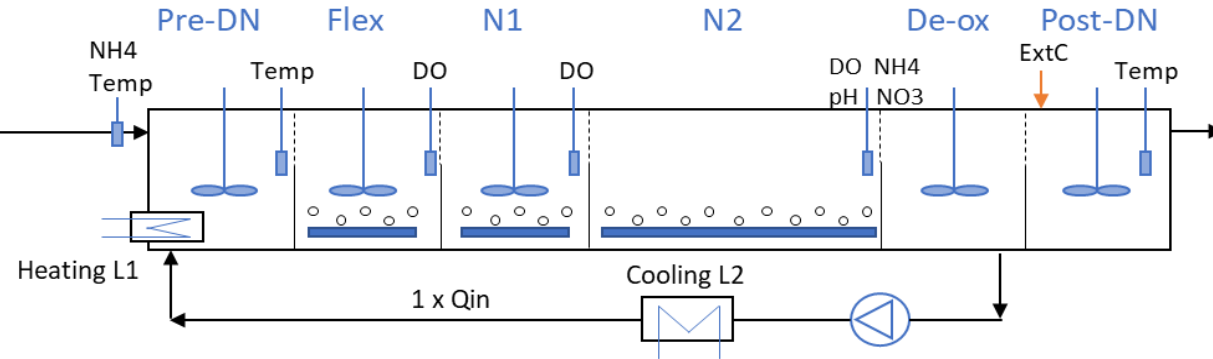 Pre-DN
Flex
N1
N2
De-ox
Post-DN
NH4
Temp
Temp
DO
DO
DO NH4
pH NO3
ExtC
Temp
Heating L1
1 x Qin
Cooling L2